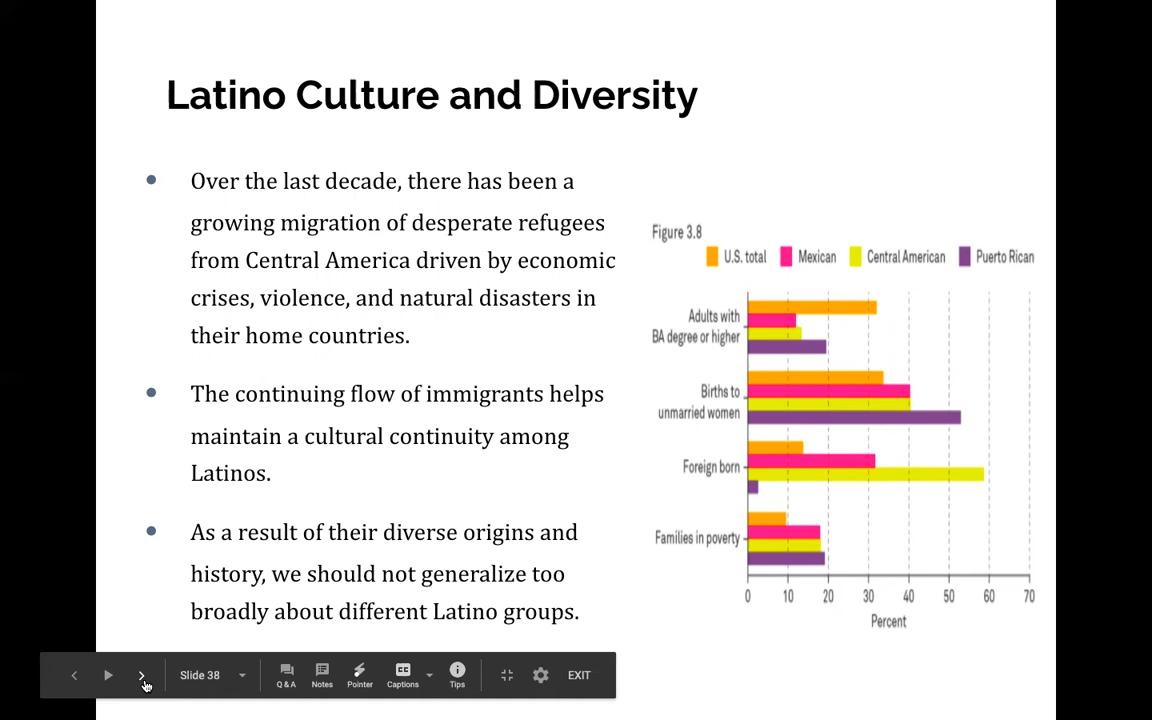 Latino Culture and Diversity
Over the last decade, there has been a
growing migration of desperate refugees
from Central America driven by economic
crises, violence, and natural disasters in
their home countries.
The continuing flow of immigrants helps
maintain a cultural continuity among
Latinos.
As a result of their diverse origins and
history, we should not generalize too
broadly about different Latino groups.
Figure 3.8
U.S. total Mexican Central American Puerto Rican
Adults with
BA degree or higher
Births to
unmarried women
Foreign born
Families in poverty
0 10 20 30 40 50 60 70
Percent
Slide 38
Q & A Notes Pointer Captions Tips
EXIT